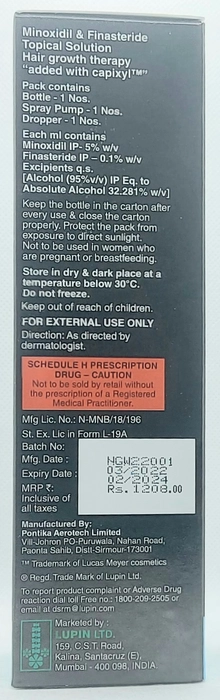 Minoxidil & Finasteride
Topical Solution
Hair growth therapy
"added with capixyl™"
Pack contains
Bottle - 1 Nos.
Spray Pump - 1 Nos.
Dropper - 1 Nos.
Each ml contains
Minoxidil IP- 5% w/v
Finasteride IP – 0.1% w/v
Excipients q.s.
[Alcohol (95%v/v) IP Eq. to
Absolute Alcohol 32.281% w/v]
Keep the bottle in the carton after
every use & close the carton
properly. Protect the pack from
exposure to direct sunlight.
Not to be used in women who
are pregnant or breastfeeding.
Store in dry & dark place at a
temperature below 30°C.
Do not freeze.
Keep out of reach of children.
FOR EXTERNAL USE ONLY
Direction: As directed by
dermatologist.
SCHEDULE H PRESCRIPTION
DRUG – CAUTION
Not to be sold by retail without
the prescription of a Registered
Medical Practitioner.
Mfg Lic. No.: N-MNB/18/196
St. Ex. Lic in Form L-19A
Batch No: NGW22001
Mfg. Date : 03/2022
Expiry Date : 02/2024
MRP ₹: Rs. 1208.00
Inclusive of
all taxes
Manufactured By:
Pontika Aerotech Limited
Vill-Johron PO-Puruwala, Nahan Road,
Paonta Sahib, Distt-Sirmour-173001
™ Trademark of Lucas Meyer cosmetics
® Regd. Trade Mark of Lupin Ltd.
To report product complaint or Adverse Drug
reaction dial toll Free no.: 1800-209-2505 or
email at dsrm@lupin.com
Marketed by :
LUPIN LTD.
159, C.S.T. Road,
Kalina, Santacruz (E),
Mumbai - 400 098, INDIA.